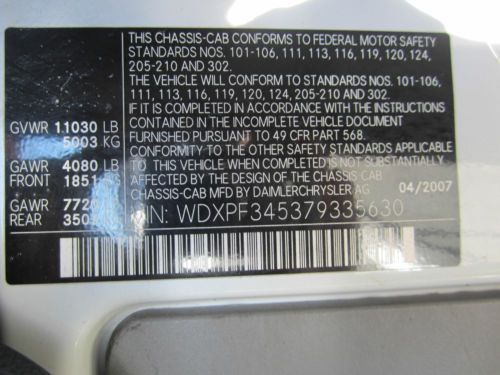 THIS CHASSIS-CAB CONFORMS TO FEDERAL MOTOR SAFETY
STANDARDS NOS. 101-106, 111, 113, 116, 119, 120, 124,
205-210 AND 302.
THE VEHICLE WILL CONFORM TO STANDARDS NOS. 101-106,
111, 113, 116, 118, 119, 120, 124, 205-210 AND 302,
IF IT IS COMPLETED IN ACCORDANCE WITH THE INSTRUCTIONS
CONTAINED IN THE INCOMPLETE VEHICLE DOCUMENT
FURNISHED PURSUANT TO 49 CFR PART 568.
CONFORMITY TO THE OTHER SAFETY STANDARDS APPLICABLE
TO THIS VEHICLE WHEN COMPLETED IS NOT SUBSTANTIALLY
AFFECTED BY THE DESIGN OF THE CHASSIS-CAB.
CHASSIS-CAB MFD. BY DAIMLERCHRYSLER AG 04/2007
GVWR 11030 LB
5003 KG
GAWR 4080 LB
FRONT 1851
GAWR 7720
REAR 350
VIN: WDXPF345379335630